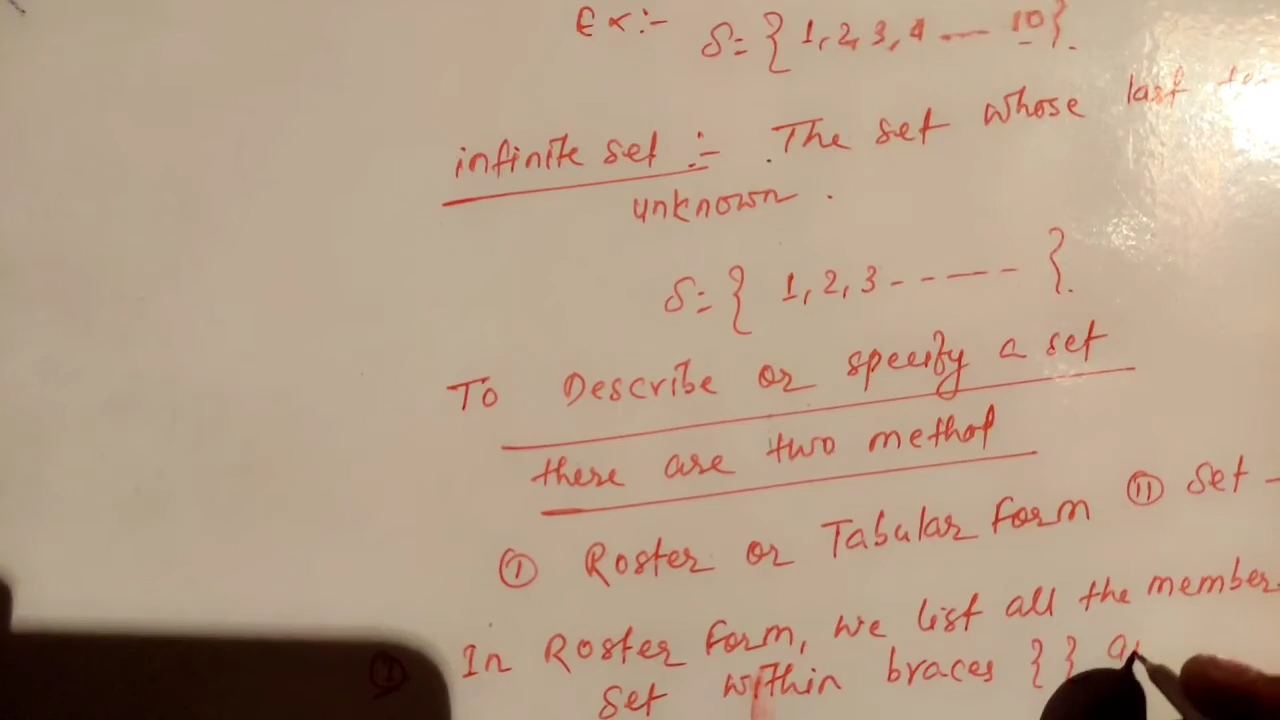 Ex:- S= { 1, 2, 3, 4 ---- 10}.
infinite set :- The set whose last
unknown.
S= { 1, 2, 3 ------ }.
To Describe or specify a set
there are two method
(I) Roster or Tabular form (II) Set-
(I) In Roster form, we list all the member
set within braces { }